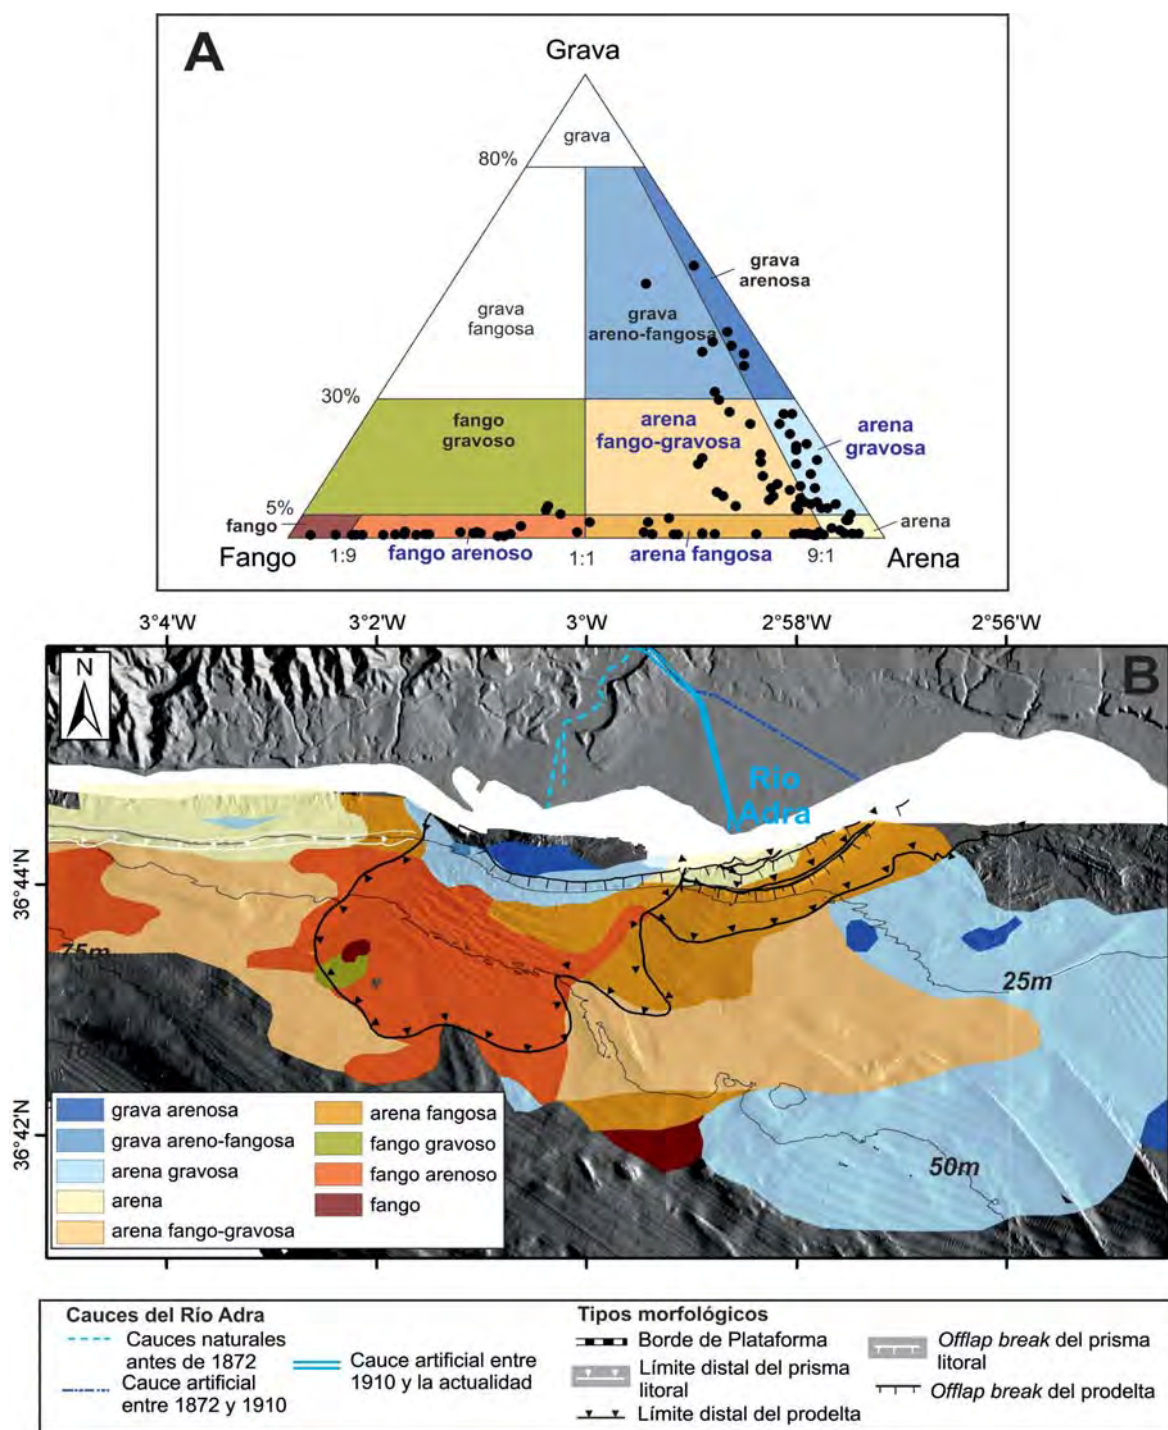 A
Grava
grava
80%
grava
arenosa
grava
fangosa
grava
areno-fangosa
30%
fango
gravoso
arena
fango-gravosa
arena
gravosa
5%
fango
arena
Fango
1:9
fango arenoso
1:1
arena fangosa
9:1
Arena
3°4'W
3°2'W
3°'W
2°58'W
2°56'W
N
B
Río
Adra
36°44'N
75m
25m
36°42'N
50m
grava arenosa
grava areno-fangosa
arena gravosa
arena
arena fango-gravosa
arena fangosa
fango gravoso
fango arenoso
fango
Cauces del Río Adra
Cauces naturales
antes de 1872
Cauce artificial
entre 1872 y 1910
Cauce artificial entre
1910 y la actualidad
Tipos morfológicos
Borde de Plataforma
Límite distal del prisma
litoral
Límite distal del prodelta
Offlap break del prisma
litoral
Offlap break del prodelta